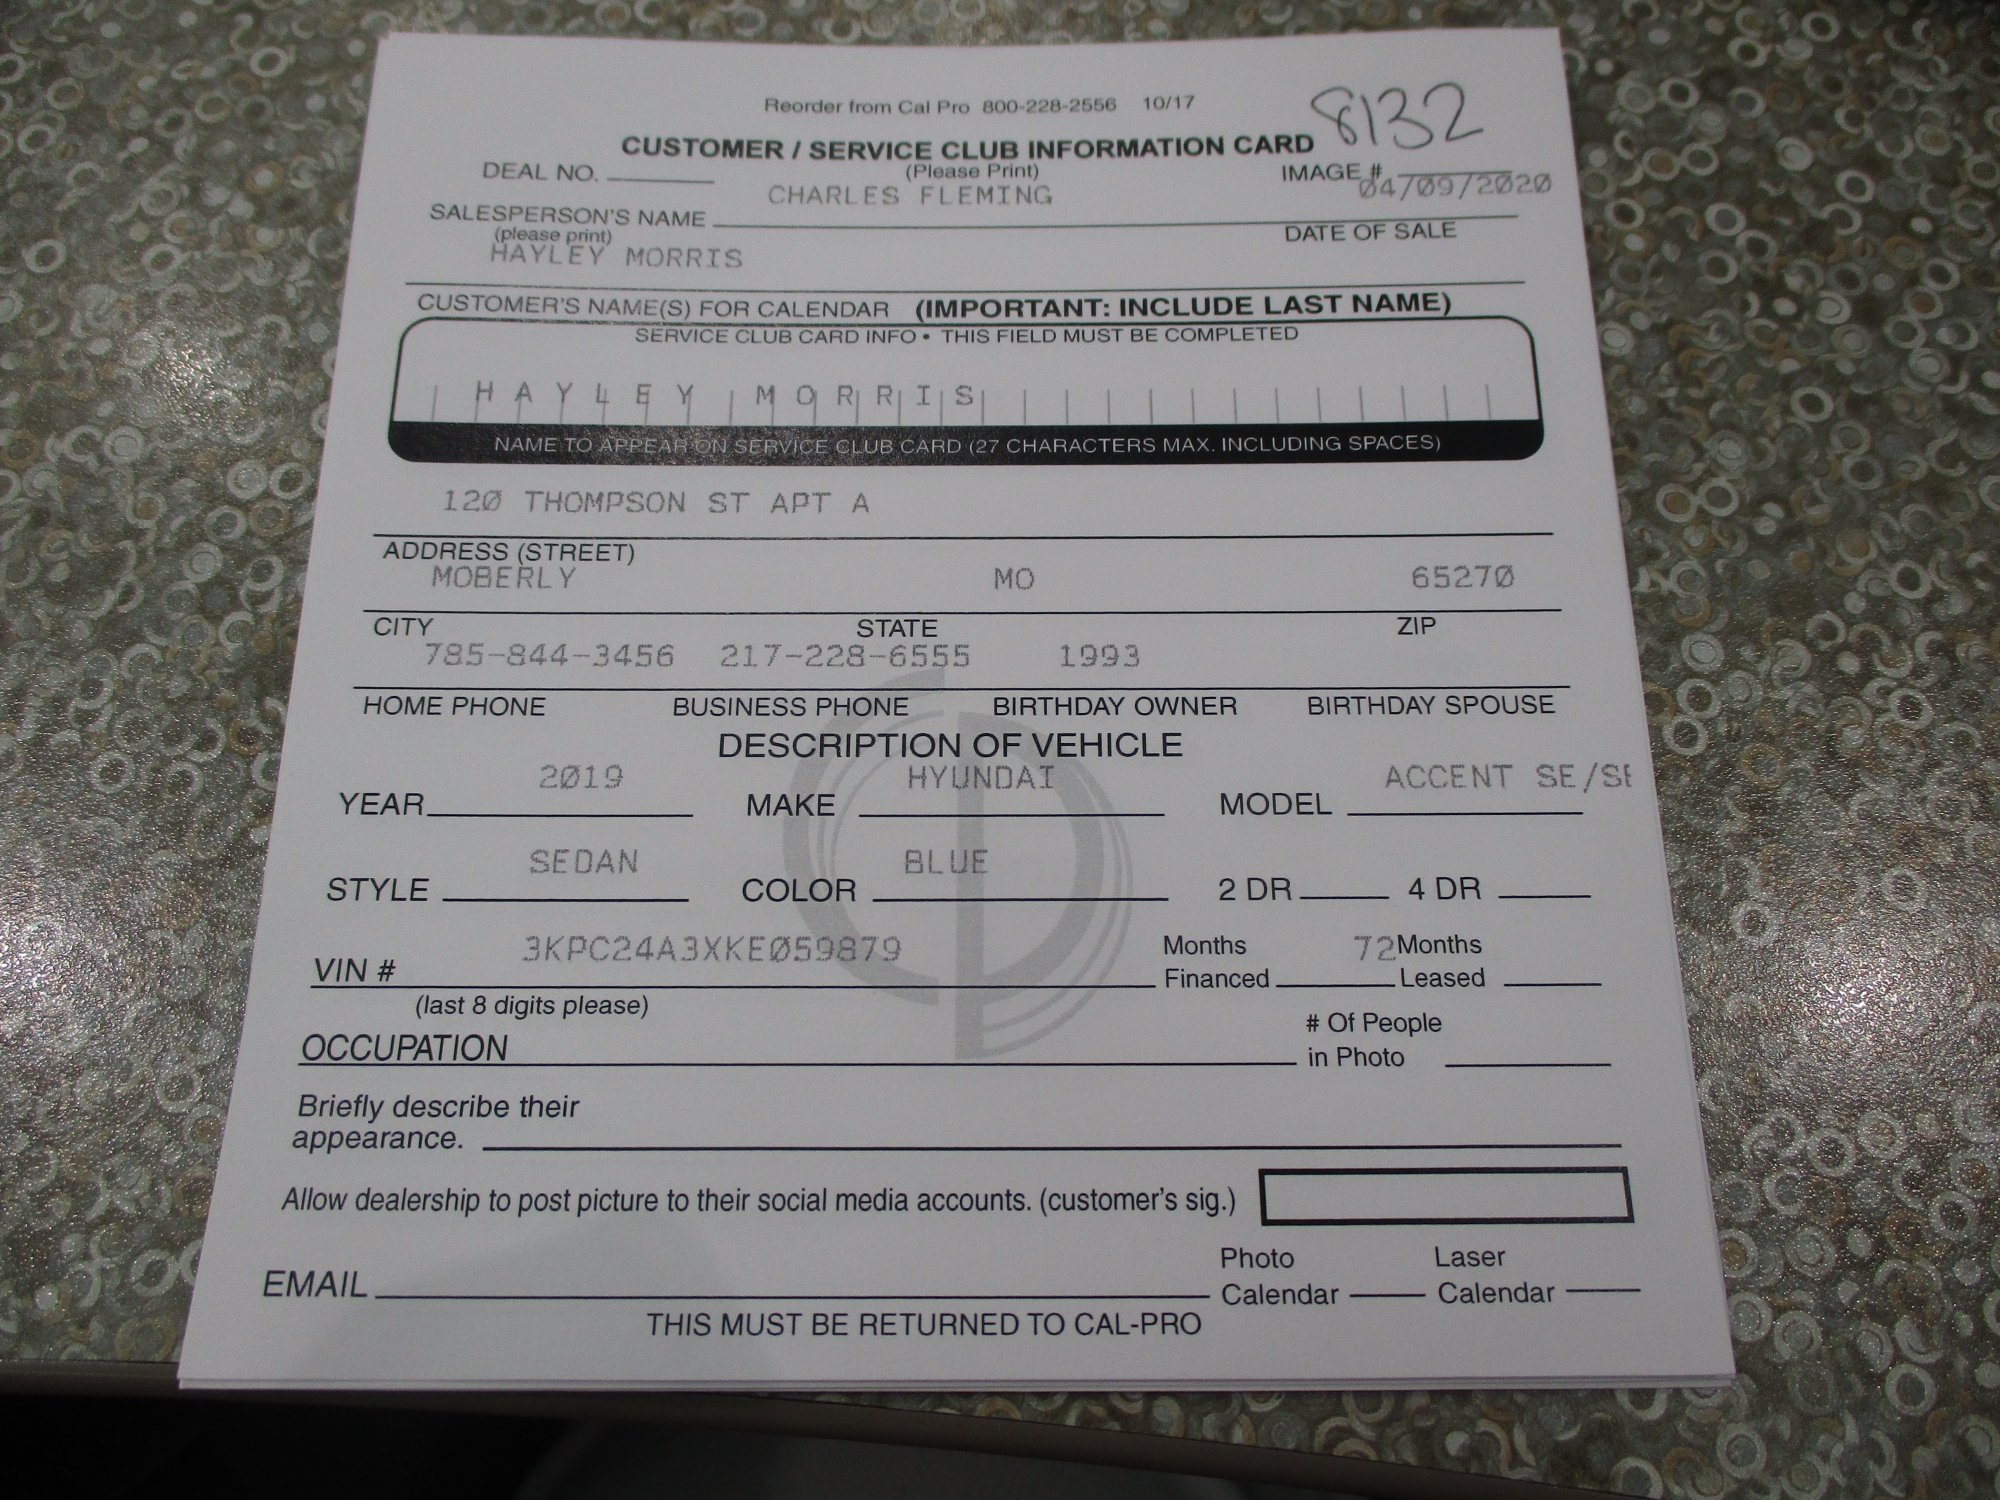 Reorder from Cal Pro 800-228-2556 10/17
8132
CUSTOMER / SERVICE CLUB INFORMATION CARD
DEAL NO. (Please Print) IMAGE #
CHARLES FLEMING 04/09/2020
SALESPERSON'S NAME DATE OF SALE
(please print)
HAYLEY MORRIS
CUSTOMER'S NAME(S) FOR CALENDAR (IMPORTANT: INCLUDE LAST NAME)
SERVICE CLUB CARD INFO • THIS FIELD MUST BE COMPLETED
HAYLEY MORRIS
NAME TO APPEAR ON SERVICE CLUB CARD (27 CHARACTERS MAX. INCLUDING SPACES)
120 THOMPSON ST APT A
ADDRESS (STREET)
MOBERLY MO 65270
CITY STATE ZIP
785-844-3456 217-228-6555 1993
HOME PHONE BUSINESS PHONE BIRTHDAY OWNER BIRTHDAY SPOUSE
DESCRIPTION OF VEHICLE
2019 HYUNDAI ACCENT SE/SE
YEAR MAKE MODEL
SEDAN BLUE
STYLE COLOR 2 DR 4 DR
3KPC24A3XKE059879 Months 72 Months
VIN # Financed Leased
(last 8 digits please)
# Of People
OCCUPATION in Photo
Briefly describe their
appearance.
Allow dealership to post picture to their social media accounts. (customer's sig.)
Photo Laser
EMAIL Calendar Calendar
THIS MUST BE RETURNED TO CAL-PRO